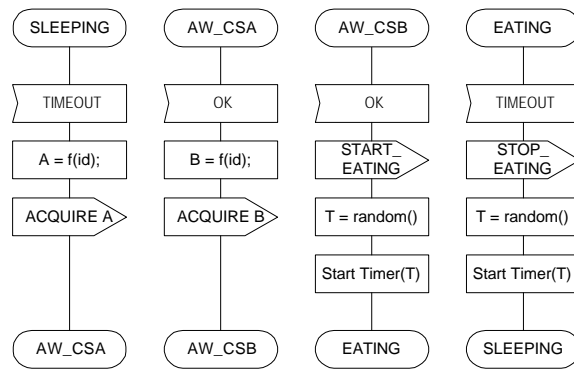 SLEEPING
TIMEOUT
A = f(id);
ACQUIRE A
AW_CSA
AW_CSA
OK
B = f(id);
ACQUIRE B
AW_CSB
AW_CSB
OK
START_
EATING
T = random()
Start Timer(T)
EATING
EATING
TIMEOUT
STOP_
EATING
T = random()
Start Timer(T)
SLEEPING